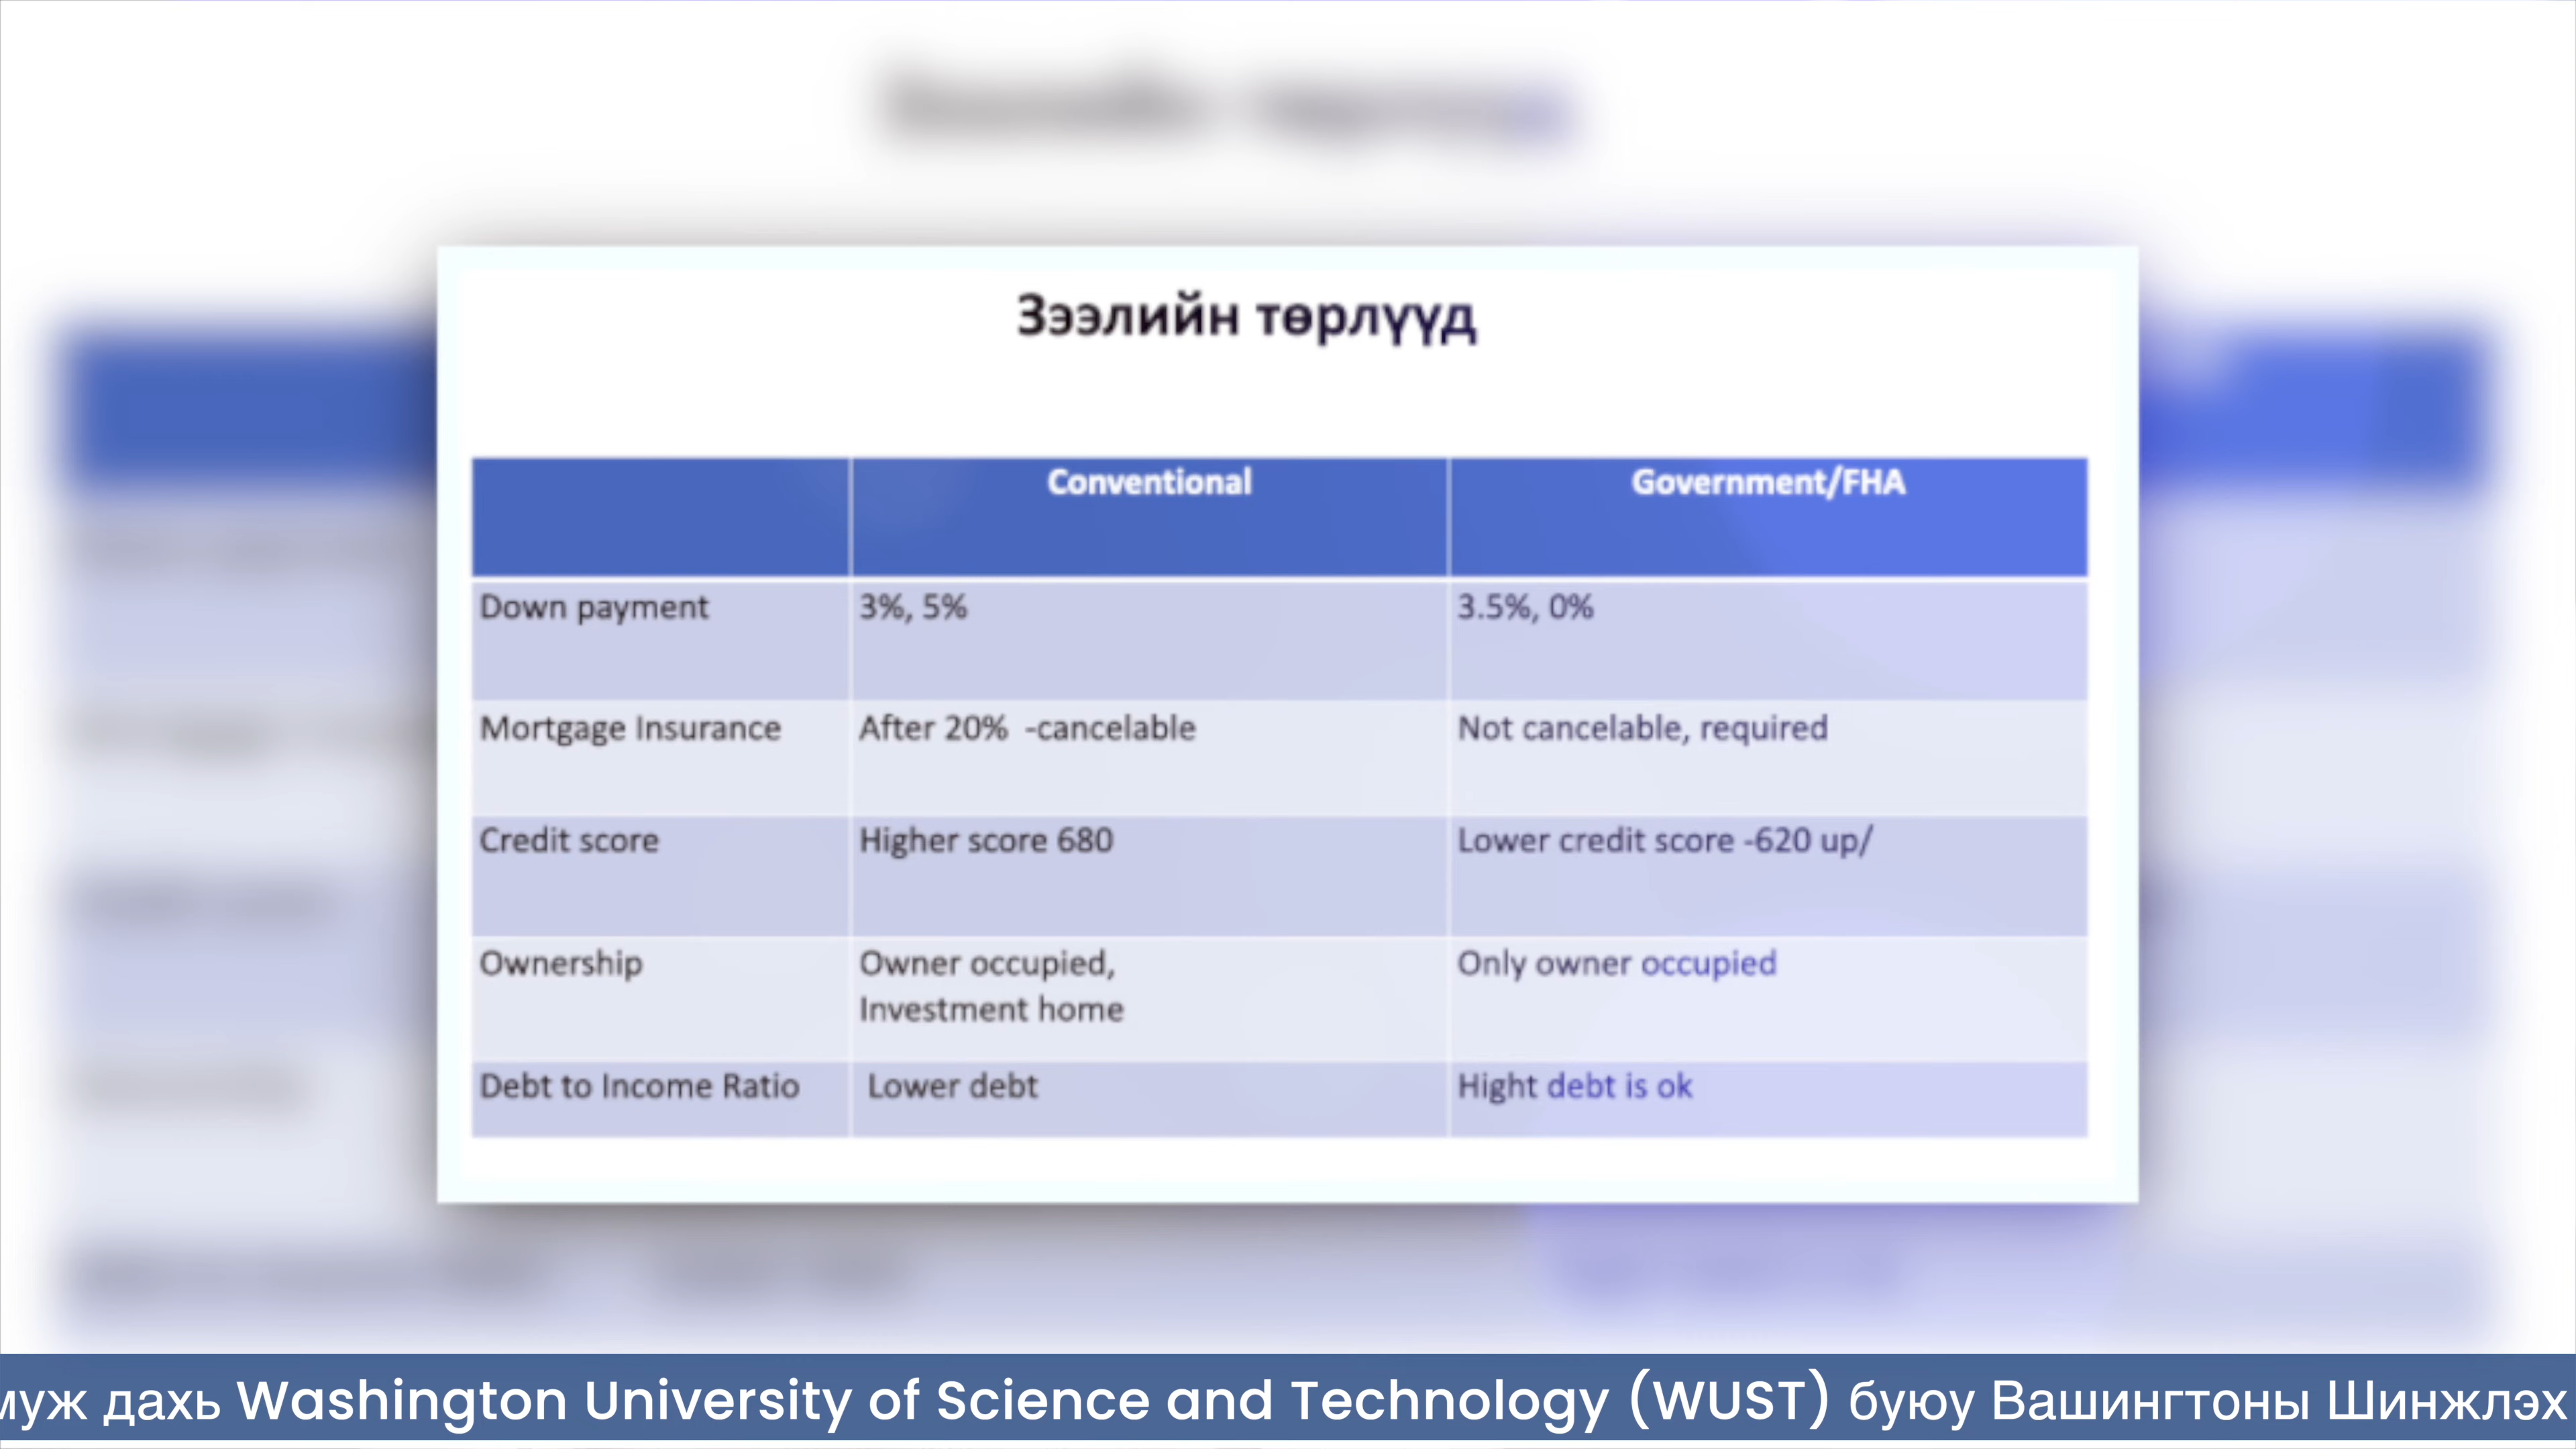 Зээлийн төрлүүд
Conventional
Government/FHA
Down payment
3%, 5%
3.5%, 0%
Mortgage Insurance
After 20% -cancelable
Not cancelable, required
Credit score
Higher score 680
Lower credit score -620 up/
Ownership
Owner occupied,
Investment home
Only owner occupied
Debt to Income Ratio
Lower debt
Hight debt is ok
муж дахь Washington University of Science and Technology (WUST) буюу Вашингтоны Шинжлэх